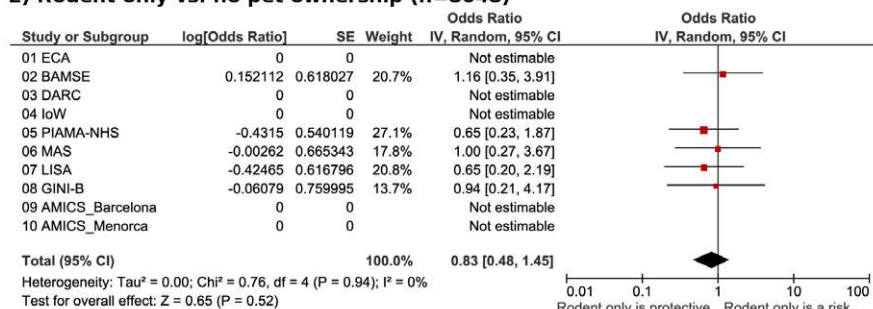 E) Rodent only vs. no pet ownership (n=8048)
Odds Ratio Odds Ratio
Study or Subgroup log[Odds Ratio] SE Weight IV, Random, 95% CI IV, Random, 95% CI
01 ECA 0 0 Not estimable
02 BAMSE 0.152112 0.618027 20.7% 1.16 [0.35, 3.91]
03 DARC 0 0 Not estimable
04 IoW 0 0 Not estimable
05 PIAMA-NHS -0.4315 0.540119 27.1% 0.65 [0.23, 1.87]
06 MAS -0.00262 0.665343 17.8% 1.00 [0.27, 3.67]
07 LISA -0.42465 0.616796 20.8% 0.65 [0.20, 2.19]
08 GINI-B -0.06079 0.759995 13.7% 0.94 [0.21, 4.17]
09 AMICS_Barcelona 0 0 Not estimable
10 AMICS_Menorca 0 0 Not estimable
Total (95% CI) 100.0% 0.83 [0.48, 1.45]
Heterogeneity: Tau² = 0.00; Chi² = 0.76, df = 4 (P = 0.94); I² = 0%
Test for overall effect: Z = 0.65 (P = 0.52)
0.01 0.1 1 10 100
Rodent only is protective Rodent only is a risk